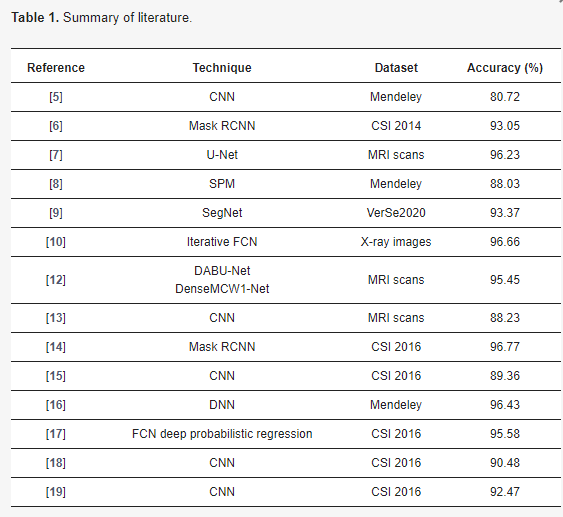 Table 1. Summary of literature.
Reference Technique Dataset Accuracy (%)
[5] CNN Mendeley 80.72
[6] Mask RCNN CSI 2014 93.05
[7] U-Net MRI scans 96.23
[8] SPM Mendeley 88.03
[9] SegNet VerSe2020 93.37
[10] Iterative FCN X-ray images 96.66
[12] DABU-Net
DenseMCW1-Net MRI scans 95.45
[13] CNN MRI scans 88.23
[14] Mask RCNN CSI 2016 96.77
[15] CNN CSI 2016 89.36
[16] DNN Mendeley 96.43
[17] FCN deep probabilistic regression CSI 2016 95.58
[18] CNN CSI 2016 90.48
[19] CNN CSI 2016 92.47